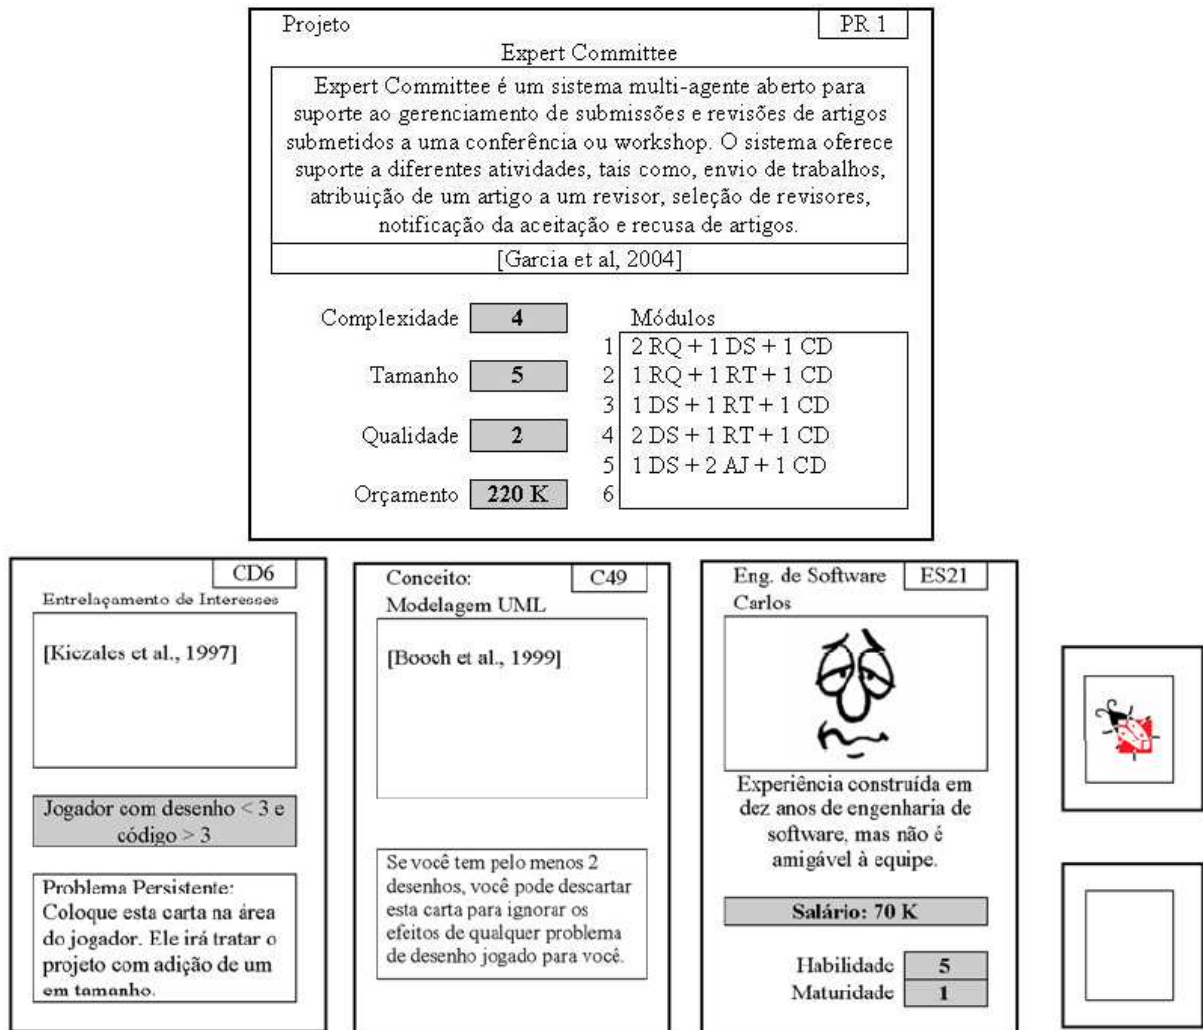 Projeto
PR 1
Expert Committee
Expert Committee é um sistema multi-agente aberto para
suporte ao gerenciamento de submissões e revisões de artigos
submetidos a uma conferência ou workshop. O sistema oferece
suporte a diferentes atividades, tais como, envio de trabalhos,
atribuição de um artigo a um revisor, seleção de revisores,
notificação da aceitação e recusa de artigos.
[Garcia et al, 2004]
Complexidade 4
Tamanho 5
Qualidade 2
Orçamento 220 K
Módulos
1 2 RQ + 1 DS + 1 CD
2 1 RQ + 1 RT + 1 CD
3 1 DS + 1 RT + 1 CD
4 2 DS + 1 RT + 1 CD
5 1 DS + 2 AJ + 1 CD
6
CD6
Entrelaçamento de Interesses
[Kiczales et al., 1997]
Jogador com desenho < 3 e
código > 3
Problema Persistente:
Coloque esta carta na área
do jogador. Ele irá tratar o
projeto com adição de um
em tamanho.
Conceito:
C49
Modelagem UML
[Booch et al., 1999]
Se você tem pelo menos 2
desenhos, você pode descartar
esta carta para ignorar os
efeitos de qualquer problema
de desenho jogado para você.
Eng. de Software
ES21
Carlos
Experiência construída em
dez anos de engenharia de
software, mas não é
amigável à equipe.
Salário: 70 K
Habilidade 5
Maturidade 1